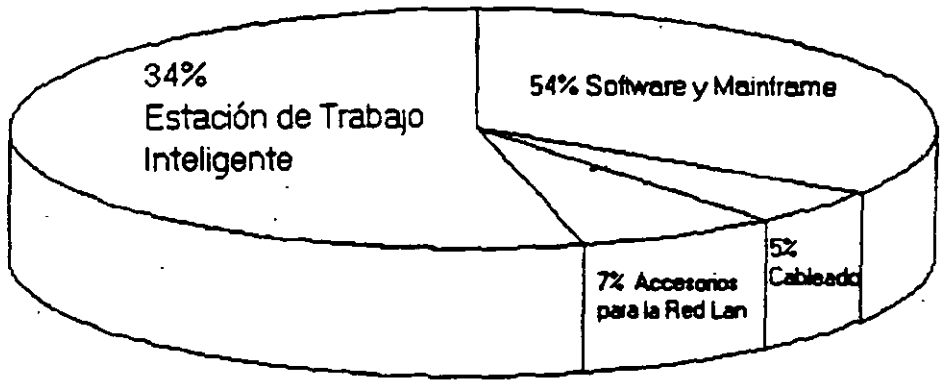 34%
Estación de Trabajo
Inteligente
54% Software y Mainframe
7% Accesorios
para la Red Lan
5%
Cableado